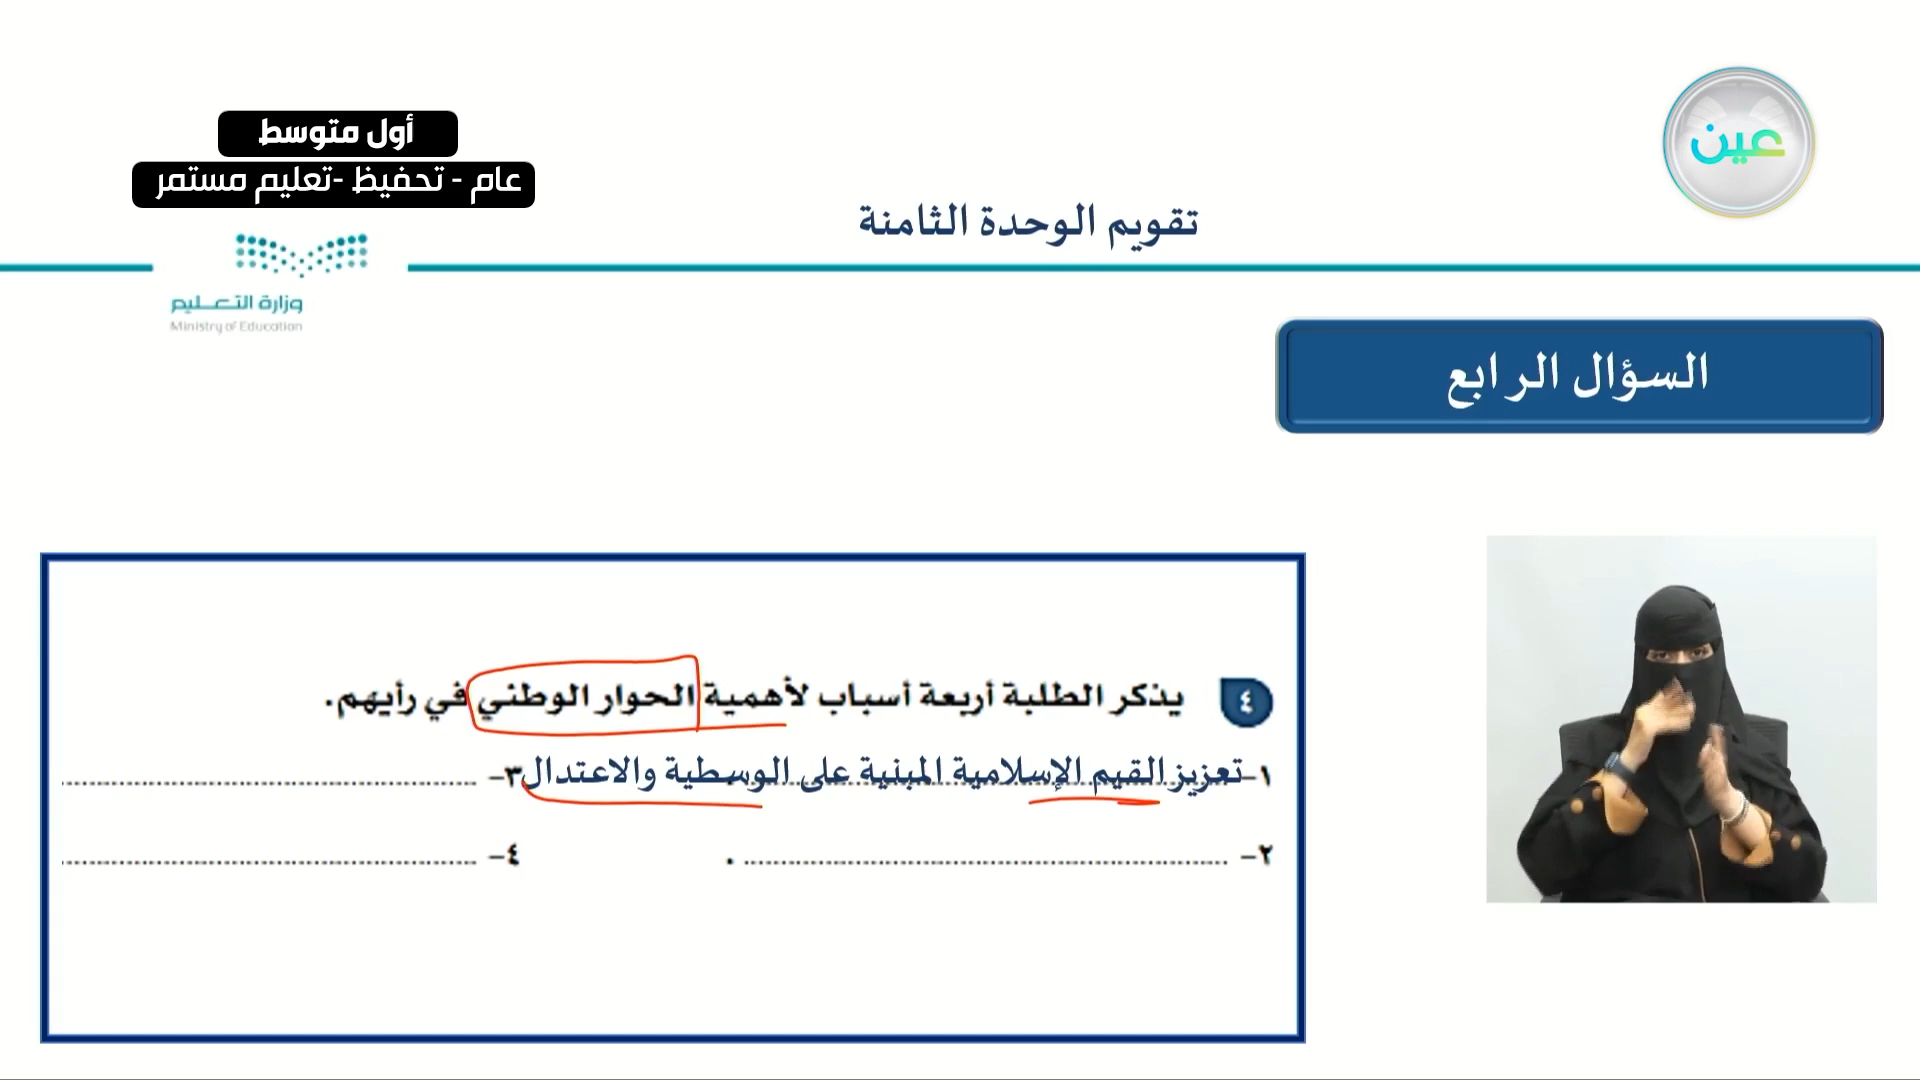 أول متوسط
عام - تحفيظ -تعليم مستمر
عين
تقويم الوحدة الثامنة
وزارة التعليم
Ministry of Education
السؤال الرابع
٤ يذكر الطلبة أربعة أسباب لأهمية الحوار الوطني في رأيهم.
١- تعزيز القيم الإسلامية المبنية على الوسطية والاعتدال ٣- ........................
٢- ........................ . ٤- ........................